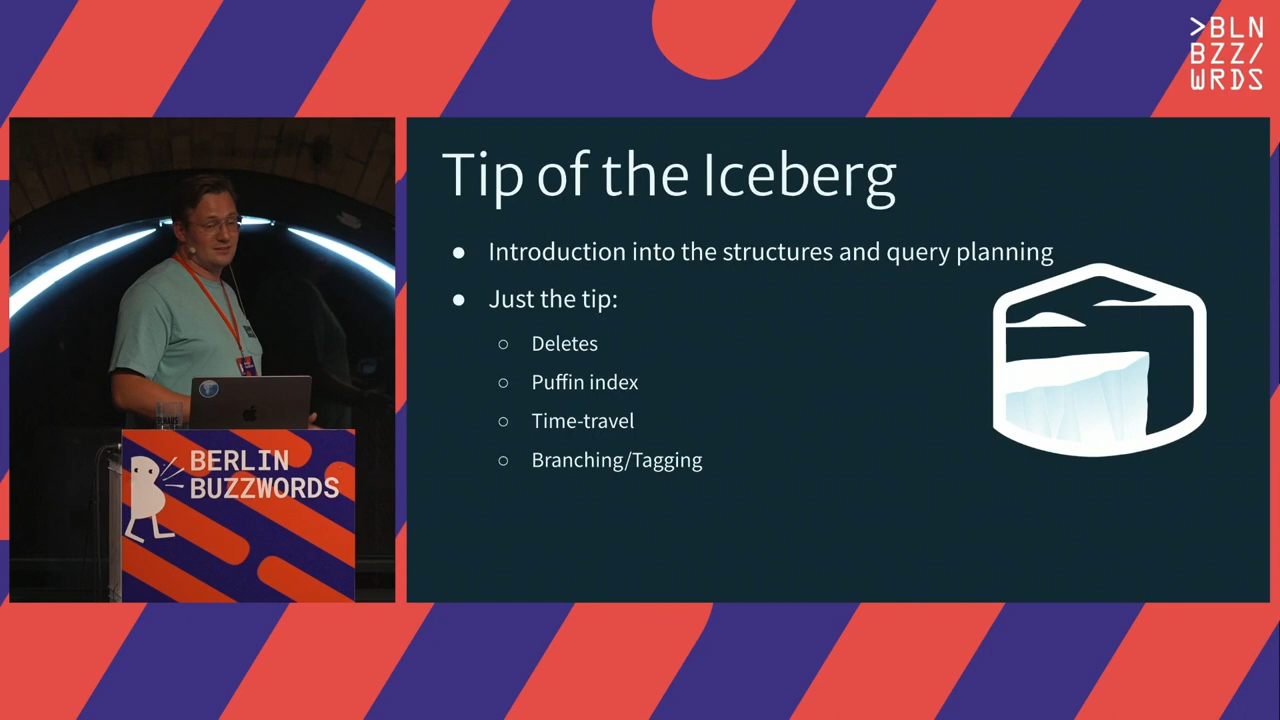 >BLN
BZZ/
WRDS
Tip of the Iceberg
● Introduction into the structures and query planning
● Just the tip:
○ Deletes
○ Puffin index
○ Time-travel
○ Branching/Tagging
BERLIN
BUZZWORDS